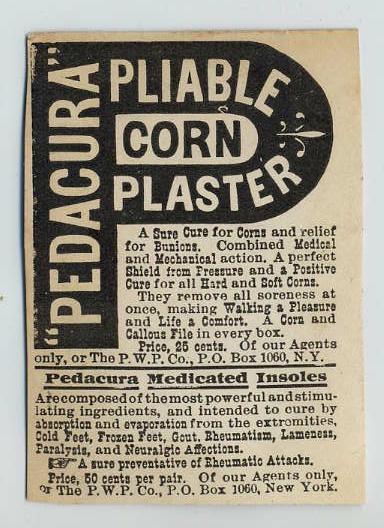 "PEDACURA"
PLIABLE
CORN
PLASTER
A Sure Cure for Corns and relief
for Bunions. Combined Medical
and Mechanical action. A perfect
Shield from Pressure and a Positive
Cure for all Hard and Soft Corns.
They remove all soreness at
once, making Walking a Pleasure
and Life a Comfort. A Corn and
Callous File in every box.
Price, 25 cents. Of our Agents
only, or The P. W. P. Co., P.O. Box 1060, N.Y.
Pedacura Medicated Insoles
Are composed of the most powerful and stimu-
lating ingredients, and intended to cure by
absorption and evaporation from the extremities,
Cold Feet, Frozen Feet, Gout, Rheumatism, Lameness,
Paralysis, and Neuralgic Affections.
☞ A sure preventative of Rheumatic Attacks.
Price, 50 cents per pair. Of our Agents only,
or The P. W. P. Co., P.O. Box 1060, New York.